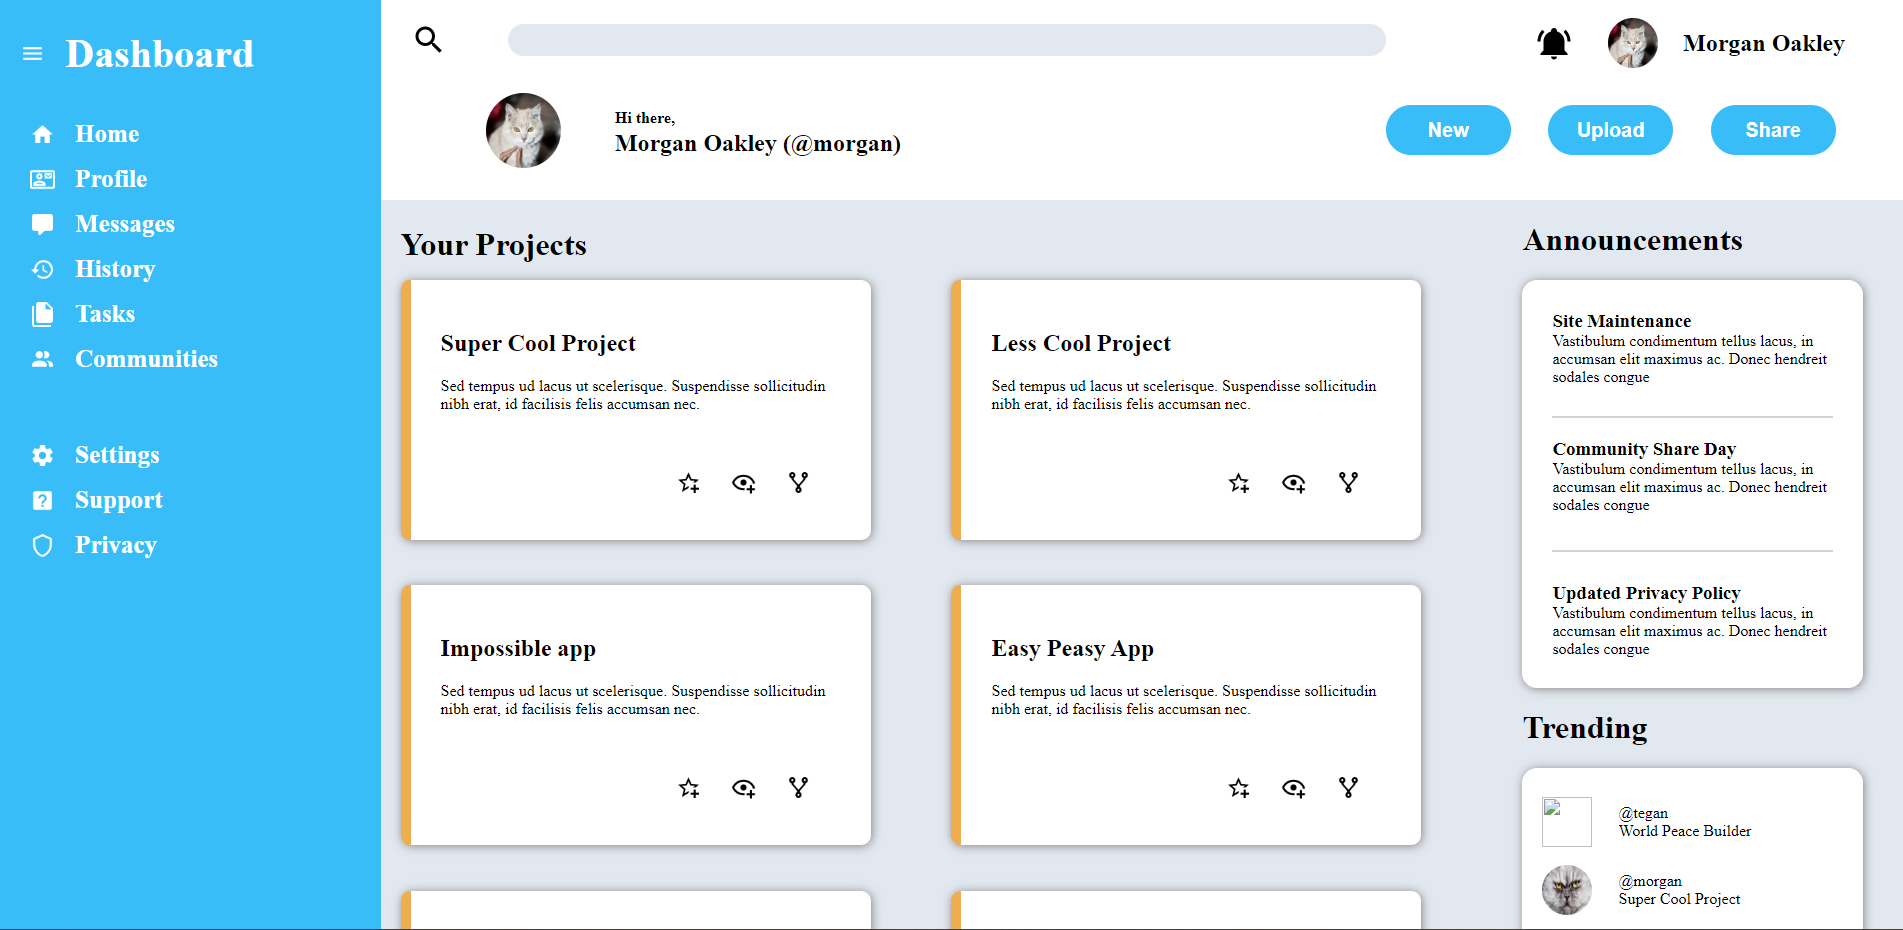 Dashboard
Home
Profile
Messages
History
Tasks
Communities
Settings
Support
Privacy
Morgan Oakley
Hi there,
Morgan Oakley (@morgan)
New
Upload
Share
Your Projects
Super Cool Project
Sed tempus ud lacus ut scelerisque. Suspendisse sollicitudin
nibh erat, id facilisis felis accumsan nec.
Less Cool Project
Sed tempus ud lacus ut scelerisque. Suspendisse sollicitudin
nibh erat, id facilisis felis accumsan nec.
Impossible app
Sed tempus ud lacus ut scelerisque. Suspendisse sollicitudin
nibh erat, id facilisis felis accumsan nec.
Easy Peasy App
Sed tempus ud lacus ut scelerisque. Suspendisse sollicitudin
nibh erat, id facilisis felis accumsan nec.
Announcements
Site Maintenance
Vastibulum condimentum tellus lacus, in
accumsan elit maximus ac. Donec hendreit
sodales congue
Community Share Day
Vastibulum condimentum tellus lacus, in
accumsan elit maximus ac. Donec hendreit
sodales congue
Updated Privacy Policy
Vastibulum condimentum tellus lacus, in
accumsan elit maximus ac. Donec hendreit
sodales congue
Trending
@tegan
World Peace Builder
@morgan
Super Cool Project